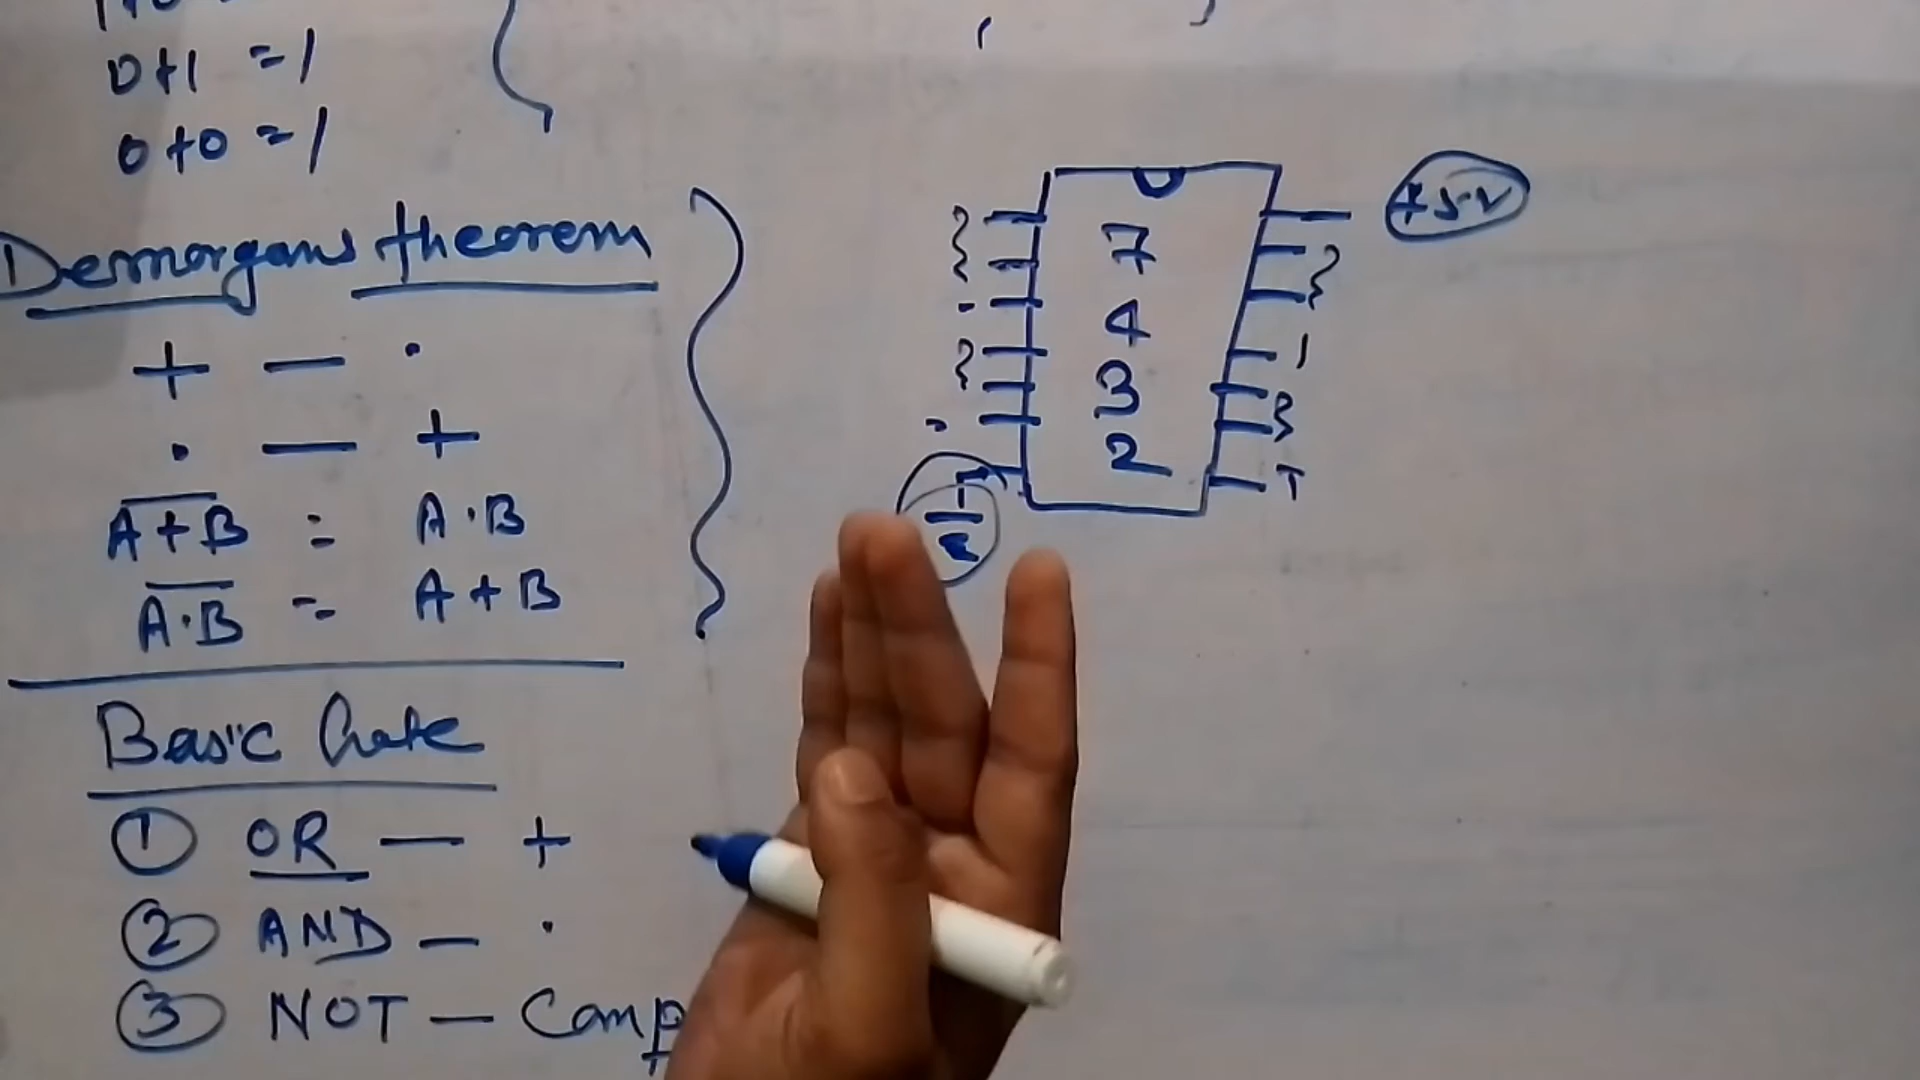 0+1 = 1
0+0 = 1
Demorgans theorem
+ — ·
· — +
A̅+̅B̅ = A·B
A̅·̅B̅ = A+B
Basic Gate
① OR — +
② AND — ·
③ NOT — Comp
+5V
7
4
3
2